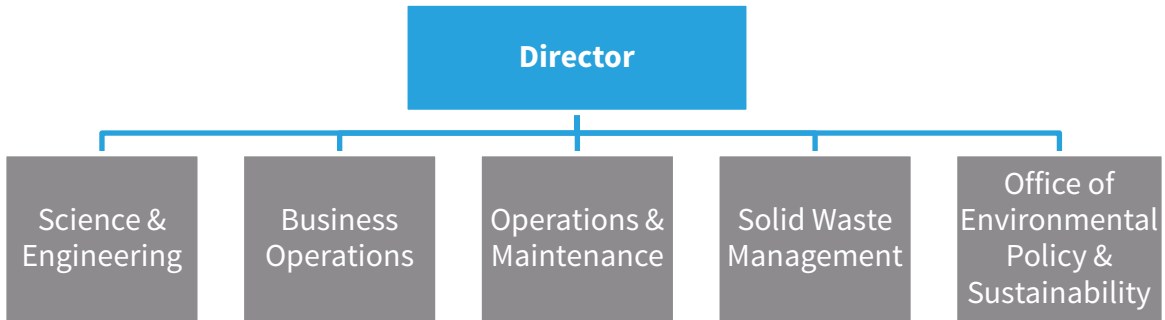 Director
Science &
Engineering
Business
Operations
Operations &
Maintenance
Solid Waste
Management
Office of
Environmental
Policy &
Sustainability